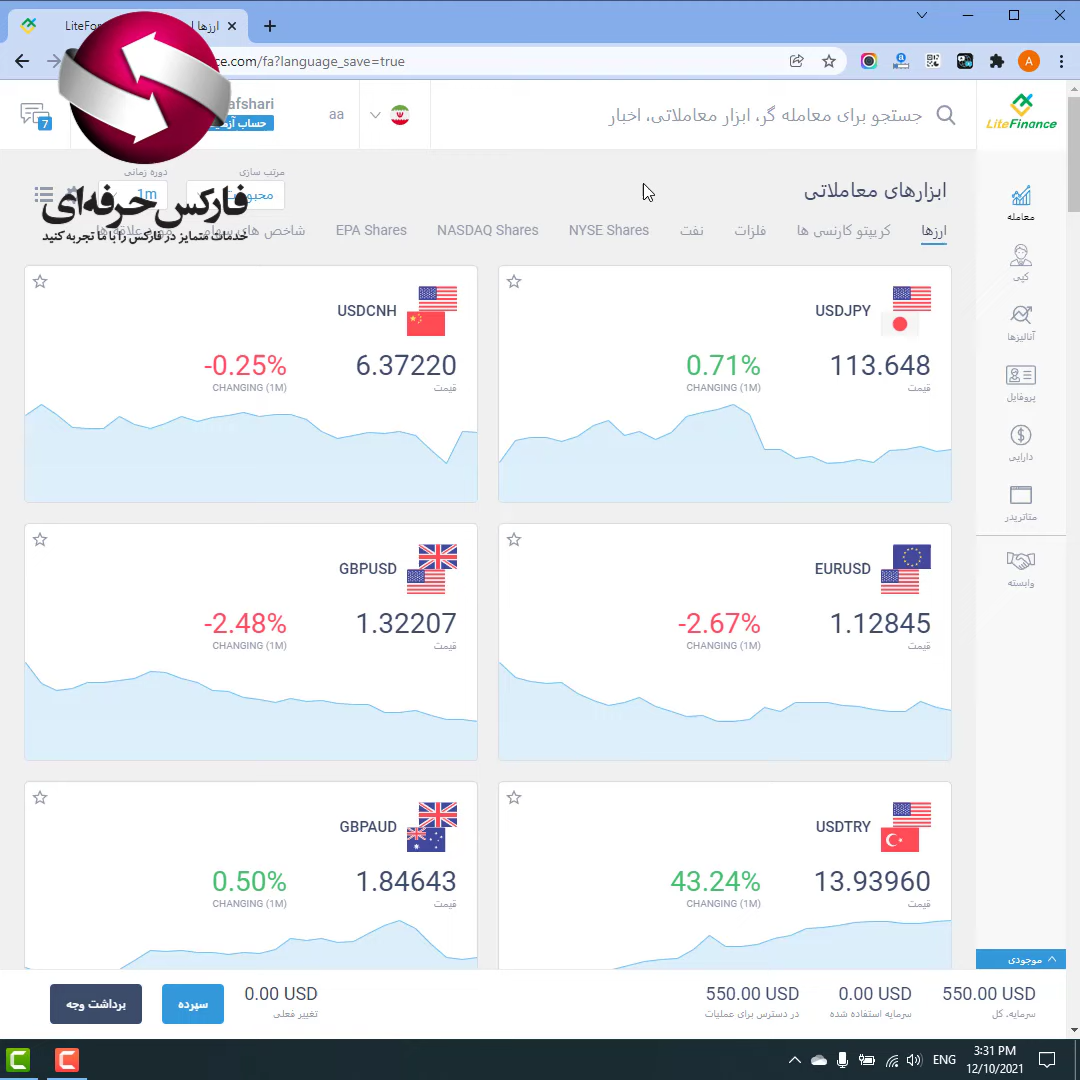 ارزها
ce.com/fa?language_save=true
A
7
afshari
aa
جستجو برای معامله گر، ابزار معاملاتی، اخبار
LiteFinance
فارکس حرفه‌ای
خدمات متمایز در فارکس را با ما تجربه کنید
دوره زمانی
مرتب سازی
1m
ابزارهای معاملاتی
ارزها
کریپتو کارنسی ها
فلزات
نفت
NYSE Shares
NASDAQ Shares
EPA Shares
شاخص های سهام
معامله
کپی
آنالیزها
پروفایل
دارایی
متاتریدر
وابسته
USDCNH
-0.25%
6.37220
CHANGING (1M)
قیمت
USDJPY
0.71%
113.648
CHANGING (1M)
قیمت
GBPUSD
-2.48%
1.32207
CHANGING (1M)
قیمت
EURUSD
-2.67%
1.12845
CHANGING (1M)
قیمت
GBPAUD
0.50%
1.84643
CHANGING (1M)
قیمت
USDTRY
43.24%
13.93960
CHANGING (1M)
قیمت
موجودی
برداشت وجه
سپرده
0.00 USD
تغییر فعلی
550.00 USD
در دسترس برای عملیات
0.00 USD
سرمایه استفاده شده
550.00 USD
سرمایه. کل
ENG
3:31 PM
12/10/2021